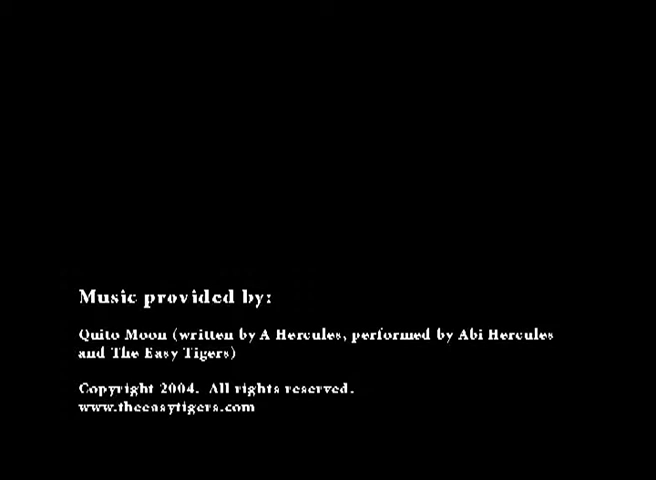 Music provided by:
Quito Moon (written by A Hercules, performed by Abi Hercules
and The Easy Tigers)
Copyright 2004. All rights reserved.
www.theeasytigers.com